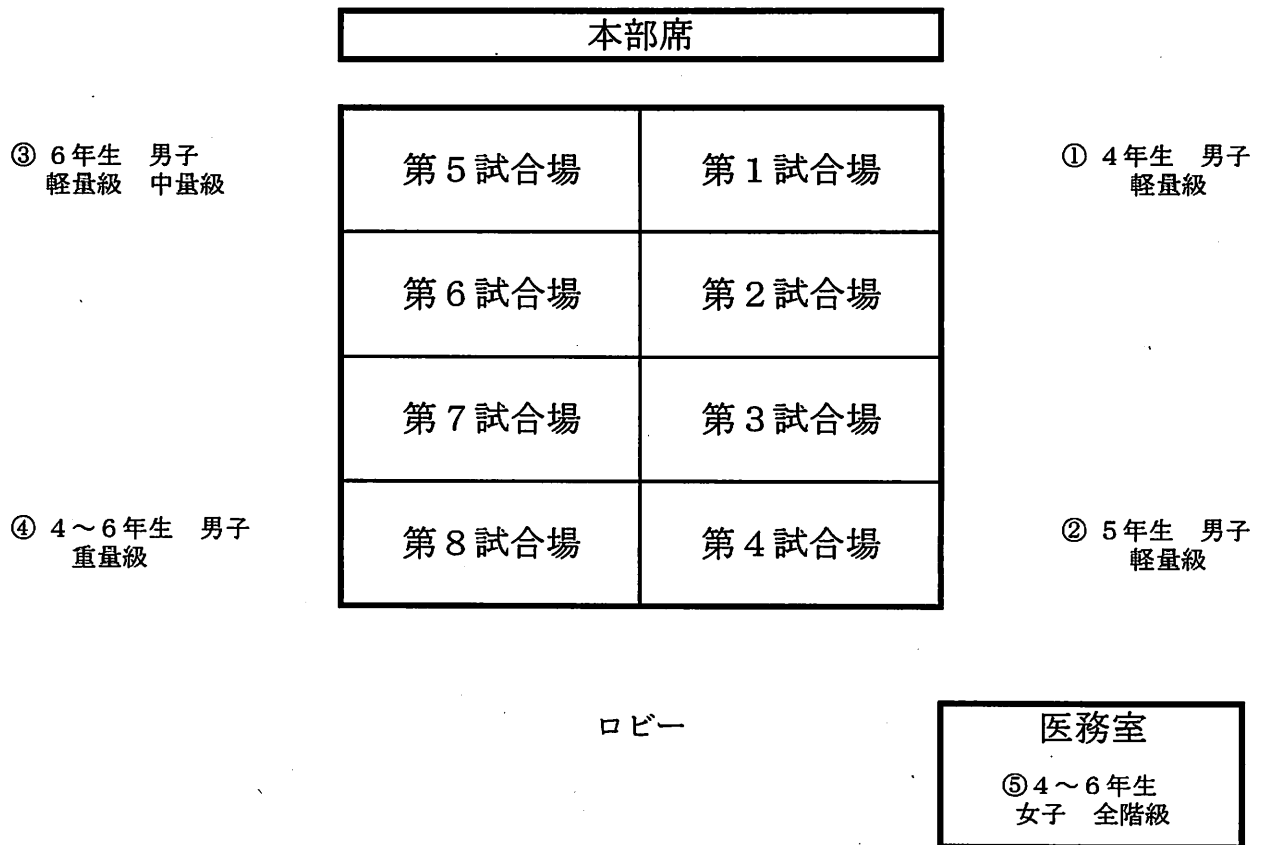 本部席
③ 6年生 男子
軽量級 中量級
第5試合場
第1試合場
① 4年生 男子
軽量級
第6試合場
第2試合場
第7試合場
第3試合場
④ 4~6年生 男子
重量級
第8試合場
第4試合場
② 5年生 男子
軽量級
ロビー
医務室
⑤4~6年生
女子 全階級